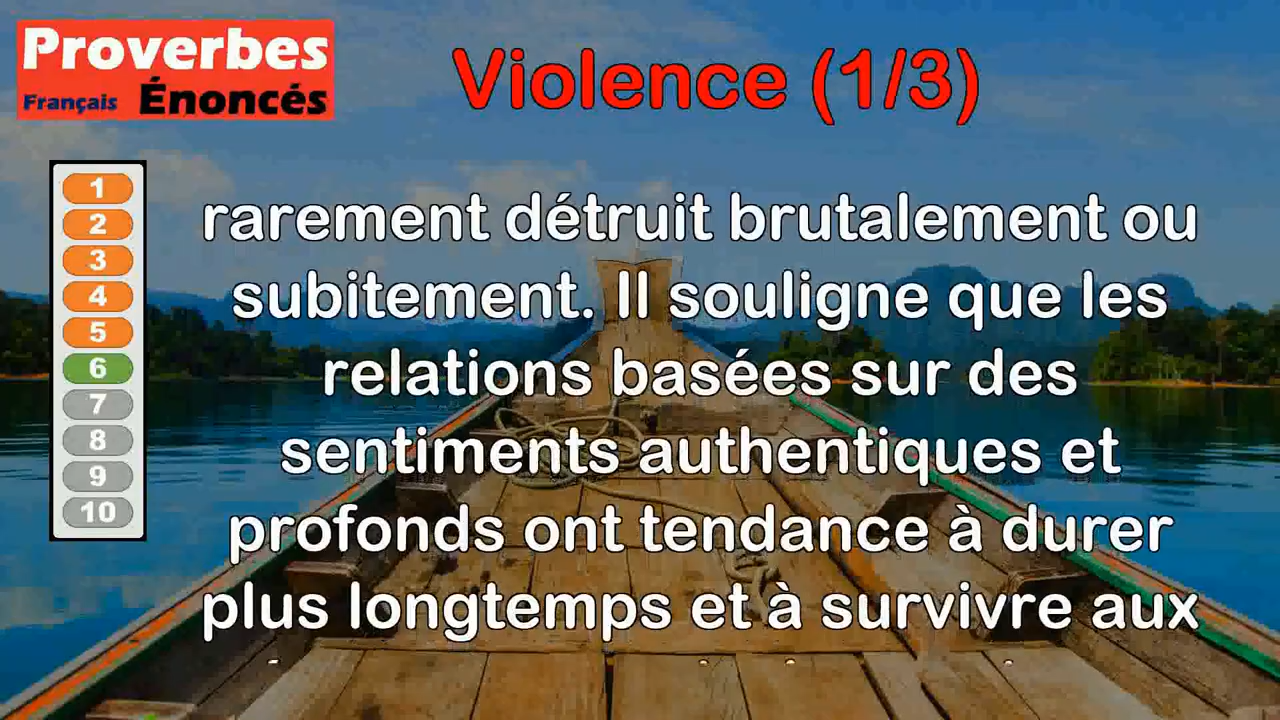 Proverbes
Français Énoncés
Violence (1/3)
1
2
3
4
5
6
7
8
9
10
rarement détruit brutalement ou
subitement. Il souligne que les
relations basées sur des
sentiments authentiques et
profonds ont tendance à durer
plus longtemps et à survivre aux